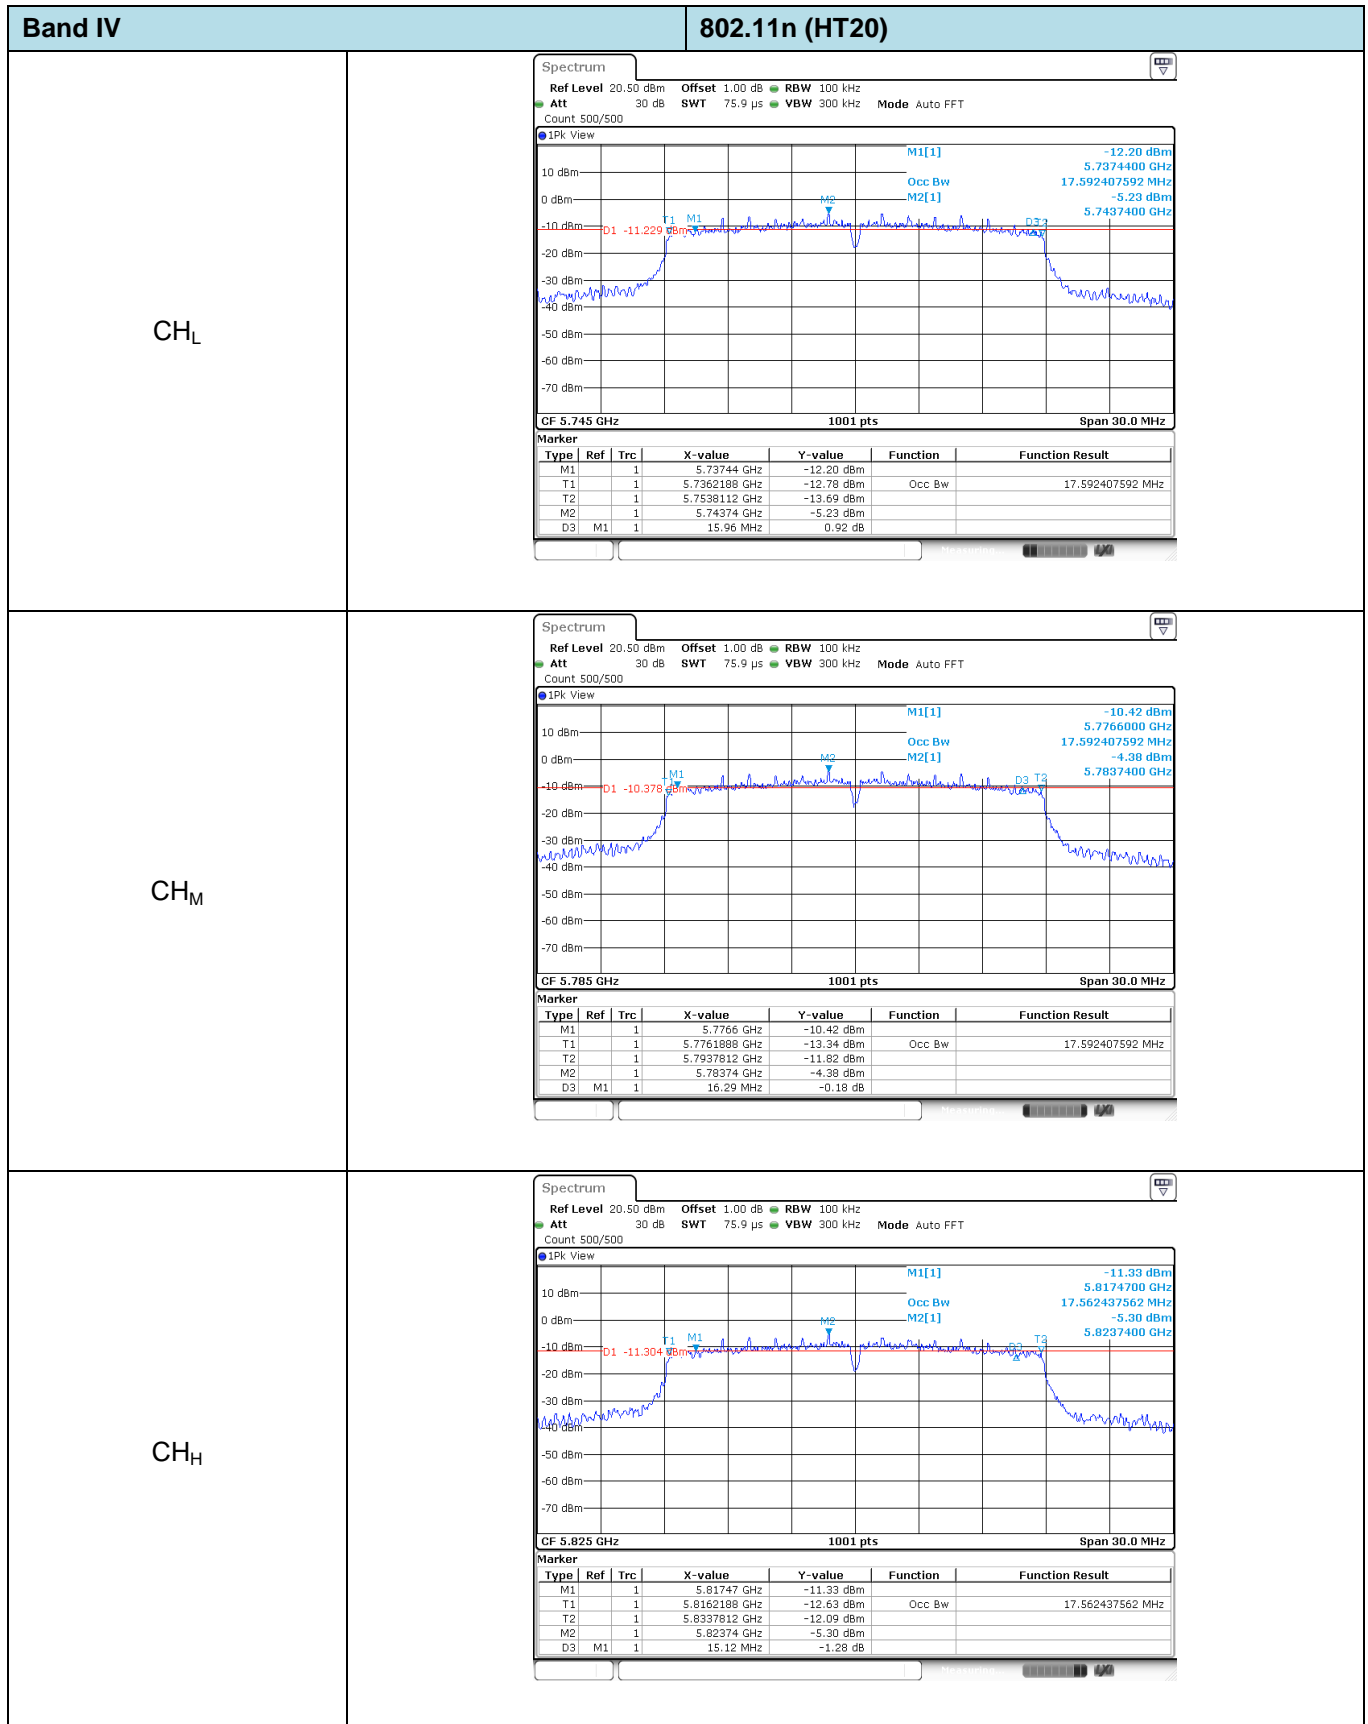 Band IV 802.11n (HT20)
CHL
Spectrum
Ref Level 20.50 dBm Offset 1.00 dB RBW 100 kHz
Att 30 dB SWT 75.9 µs VBW 300 kHz Mode Auto FFT
Count 500/500
1Pk View
M1[1] -12.20 dBm
5.7374400 GHz
10 dBm
Occ Bw 17.592407592 MHz
0 dBm M2 M2[1] -5.23 dBm
5.7437400 GHz
T1 M1 D3 T2
-10 dBm D1 -11.229 dBm
-20 dBm
-30 dBm
-40 dBm
-50 dBm
-60 dBm
-70 dBm
CF 5.745 GHz 1001 pts Span 30.0 MHz
Marker
Type Ref Trc X-value Y-value Function Function Result
M1 1 5.73744 GHz -12.20 dBm
T1 1 5.7362188 GHz -12.78 dBm Occ Bw 17.592407592 MHz
T2 1 5.7538112 GHz -13.69 dBm
M2 1 5.74374 GHz -5.23 dBm
D3 M1 1 15.96 MHz 0.92 dB
Measuring...
CHM
Spectrum
Ref Level 20.50 dBm Offset 1.00 dB RBW 100 kHz
Att 30 dB SWT 75.9 µs VBW 300 kHz Mode Auto FFT
Count 500/500
1Pk View
M1[1] -10.42 dBm
5.7766000 GHz
10 dBm
Occ Bw 17.592407592 MHz
0 dBm M2 M2[1] -4.38 dBm
5.7837400 GHz
T1 M1 D3 T2
-10 dBm D1 -10.378 dBm
-20 dBm
-30 dBm
-40 dBm
-50 dBm
-60 dBm
-70 dBm
CF 5.785 GHz 1001 pts Span 30.0 MHz
Marker
Type Ref Trc X-value Y-value Function Function Result
M1 1 5.7766 GHz -10.42 dBm
T1 1 5.7761888 GHz -13.34 dBm Occ Bw 17.592407592 MHz
T2 1 5.7937812 GHz -11.82 dBm
M2 1 5.78374 GHz -4.38 dBm
D3 M1 1 16.29 MHz -0.18 dB
Measuring...
CHH
Spectrum
Ref Level 20.50 dBm Offset 1.00 dB RBW 100 kHz
Att 30 dB SWT 75.9 µs VBW 300 kHz Mode Auto FFT
Count 500/500
1Pk View
M1[1] -11.33 dBm
5.8174700 GHz
10 dBm
Occ Bw 17.562437562 MHz
0 dBm M2 M2[1] -5.30 dBm
5.8237400 GHz
T1 M1 D3 T2
-10 dBm D1 -11.304 dBm
-20 dBm
-30 dBm
-40 dBm
-50 dBm
-60 dBm
-70 dBm
CF 5.825 GHz 1001 pts Span 30.0 MHz
Marker
Type Ref Trc X-value Y-value Function Function Result
M1 1 5.81747 GHz -11.33 dBm
T1 1 5.8162188 GHz -12.63 dBm Occ Bw 17.562437562 MHz
T2 1 5.8337812 GHz -12.09 dBm
M2 1 5.82374 GHz -5.30 dBm
D3 M1 1 15.12 MHz -1.28 dB
Measuring...